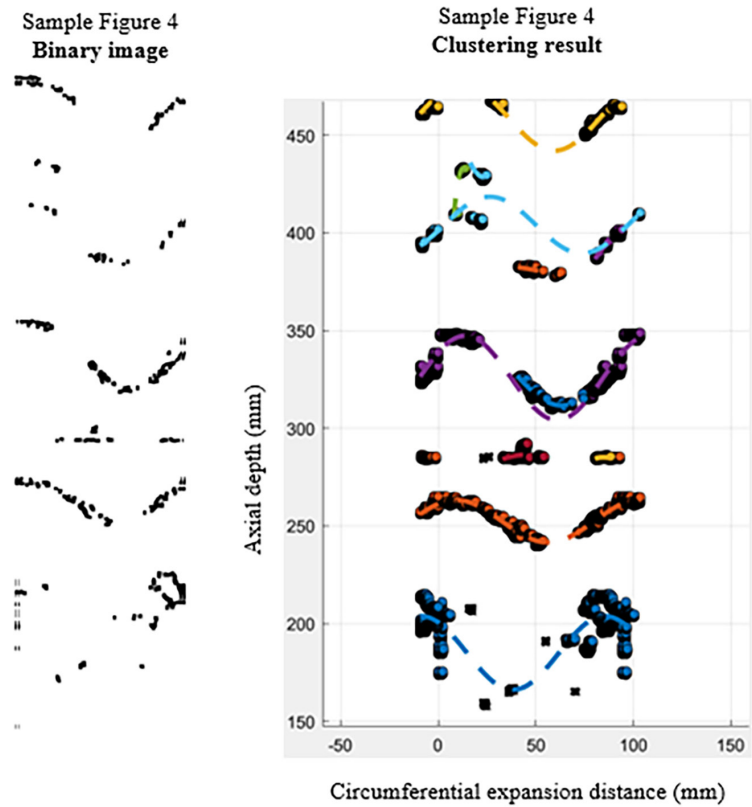 Sample Figure 4
Binary image
Sample Figure 4
Clustering result
450
400
350
300
250
200
150
-50
0
50
100
150
Axial depth (mm)
Circumferential expansion distance (mm)